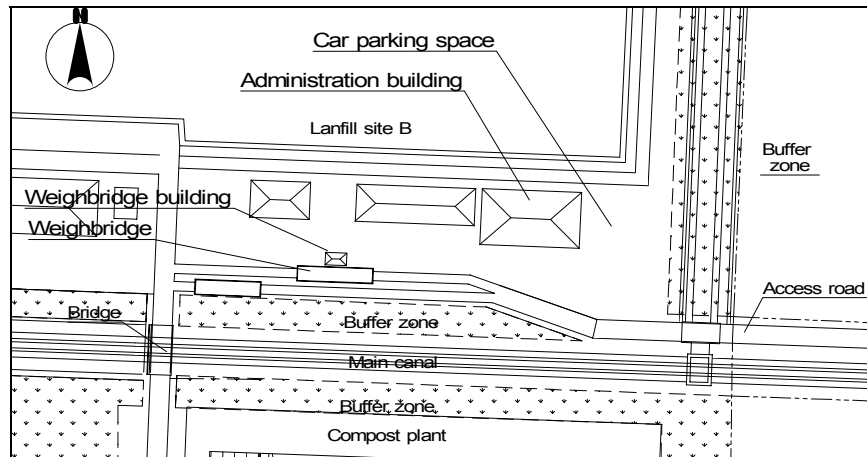 N
Car parking space
Administration building
Lanfill site B
Buffer
zone
Weighbridge building
Weighbridge
Access road
Bridge
Buffer zone
Main canal
Buffer zone
Compost plant